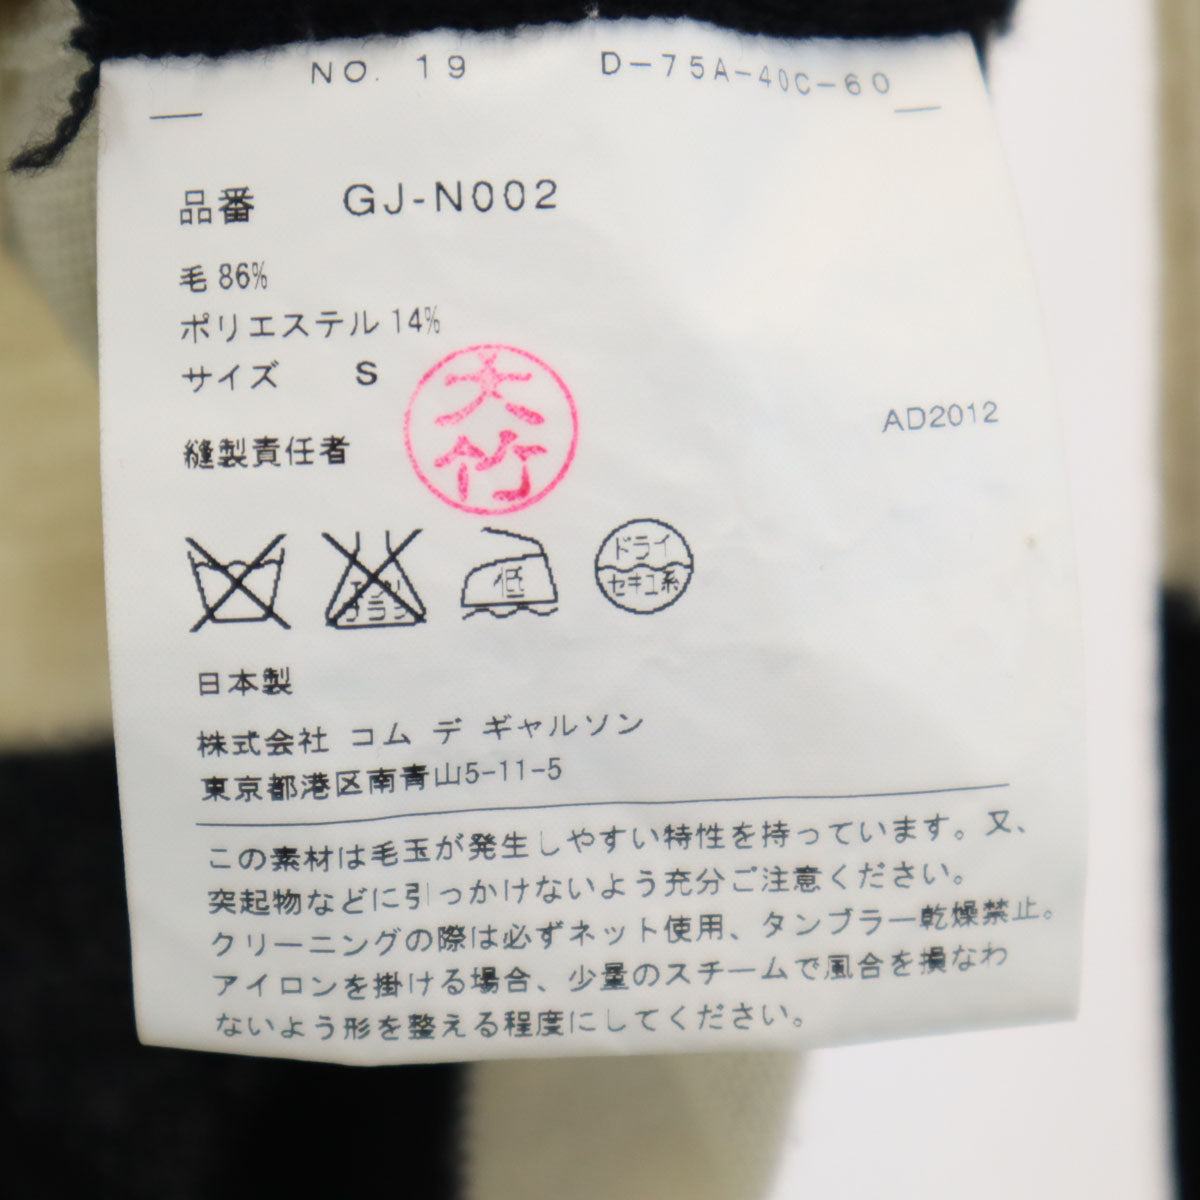 NO. 19 D-75A-40C-60
品番 GJ-N002
毛 86%
ポリエステル 14%
サイズ S
大竹
AD2012
縫製責任者
エンソ
サラシ
低
ドライ
セキユ系
日本製
株式会社 コム デ ギャルソン
東京都港区南青山5-11-5
この素材は毛玉が発生しやすい特性を持っています。又、
突起物などに引っかけないよう充分ご注意ください。
クリーニングの際は必ずネット使用、タンブラー乾燥禁止。
アイロンを掛ける場合、少量のスチームで風合を損なわ
ないよう形を整える程度にしてください。